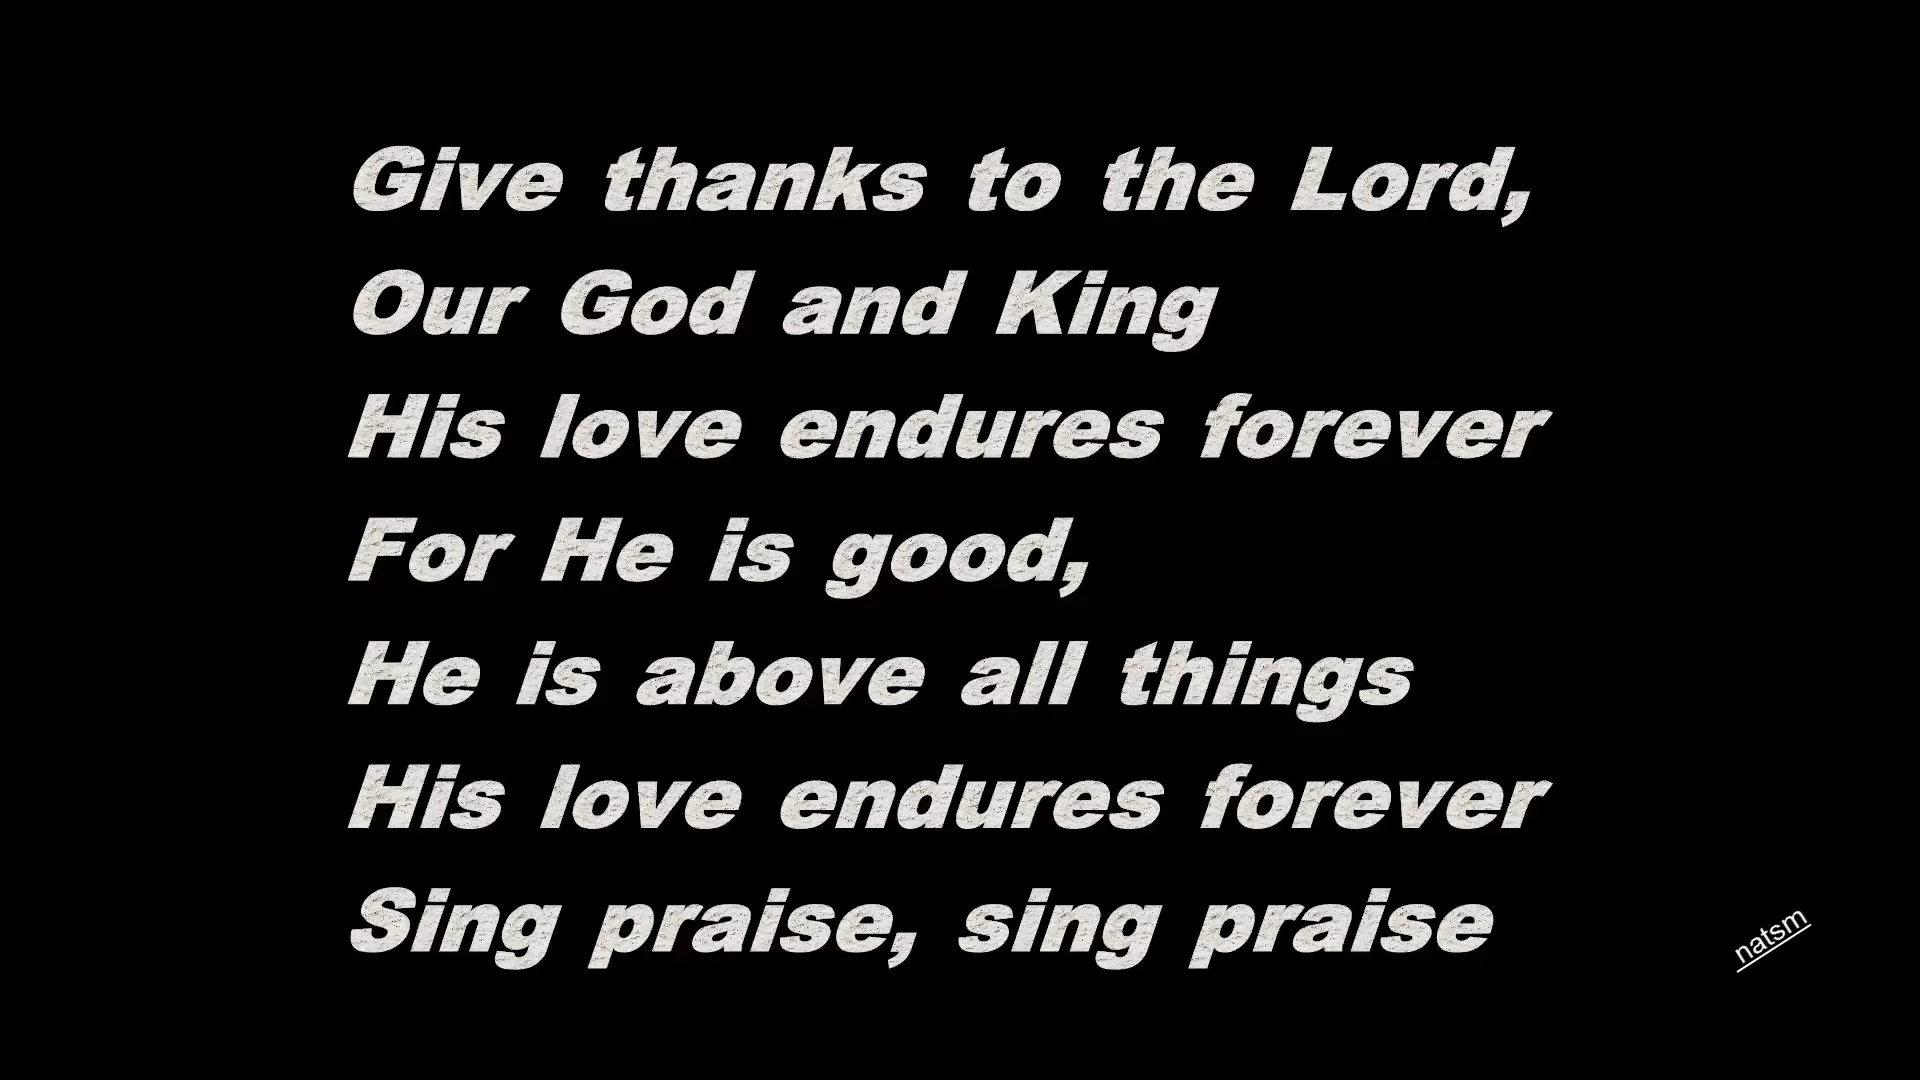 Give thanks to the Lord,
Our God and King
His love endures forever
For He is good,
He is above all things
His love endures forever
Sing praise, sing praise
natsm